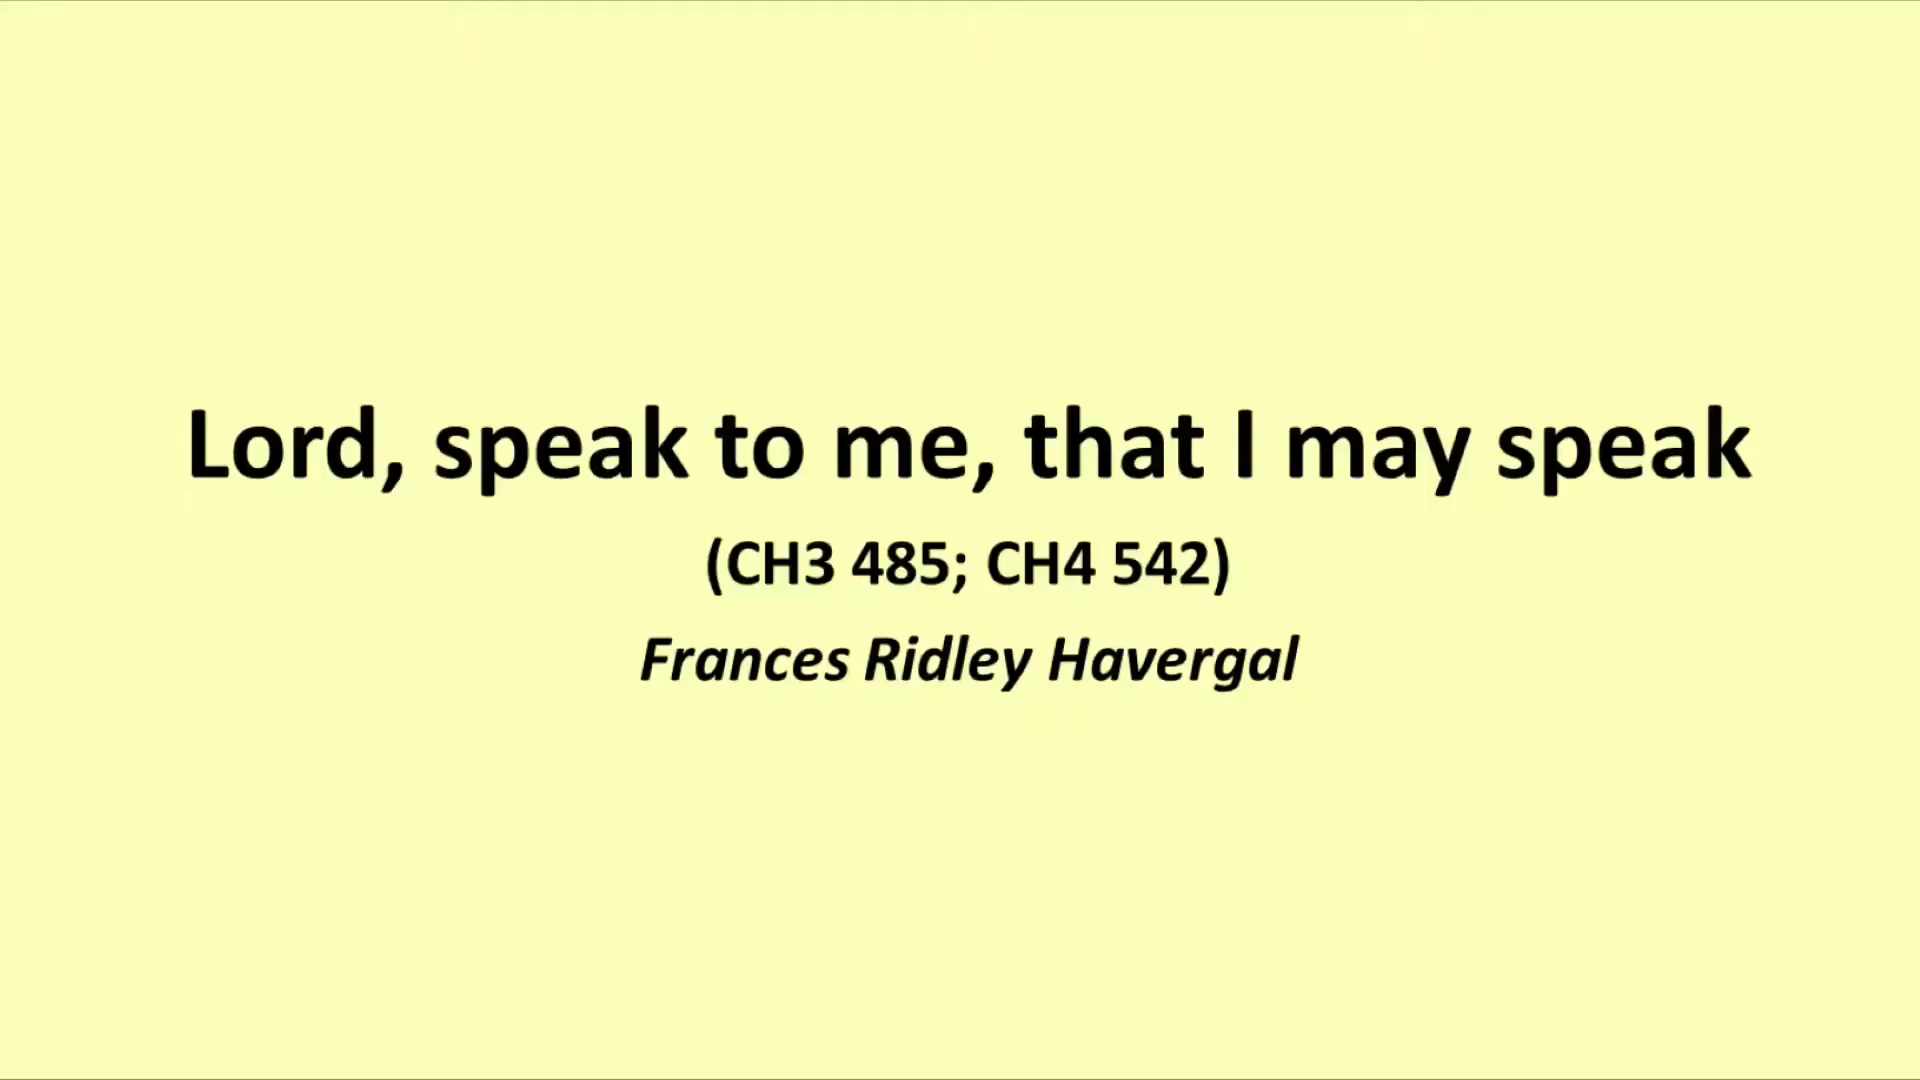 Lord, speak to me, that I may speak
(CH3 485; CH4 542)
Frances Ridley Havergal